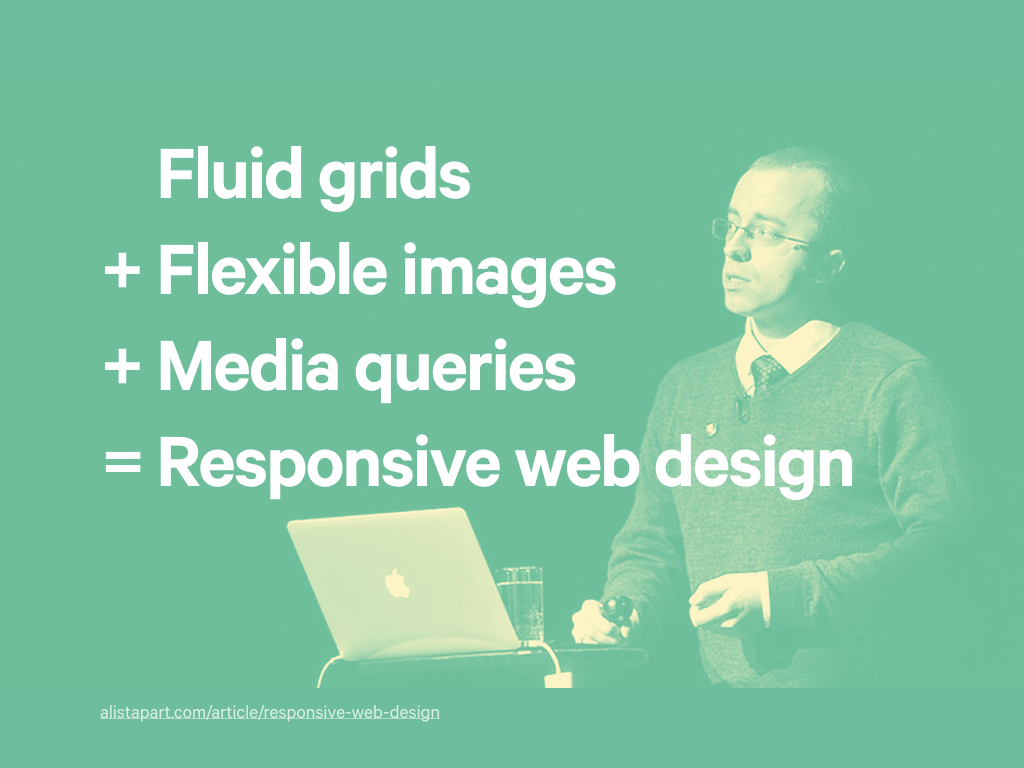 Fluid grids
+ Flexible images
+ Media queries
= Responsive web design
alistapart.com/article/responsive-web-design